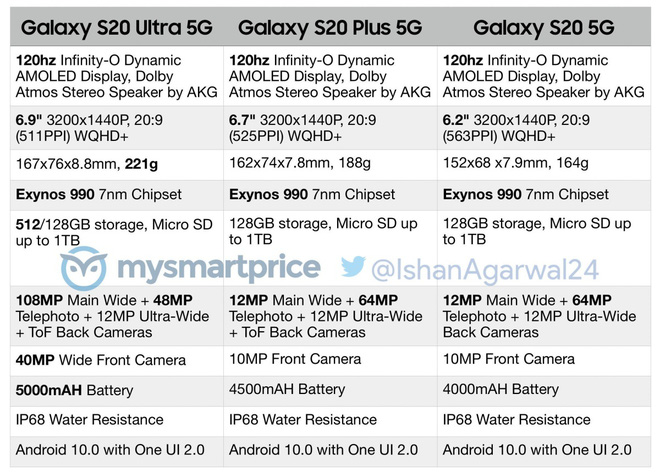 Galaxy S20 Ultra 5G
Galaxy S20 Plus 5G
Galaxy S20 5G
120hz Infinity-O Dynamic
AMOLED Display, Dolby
Atmos Stereo Speaker by AKG
120hz Infinity-O Dynamic
AMOLED Display, Dolby
Atmos Stereo Speaker by AKG
120hz Infinity-O Dynamic
AMOLED Display, Dolby
Atmos Stereo Speaker by AKG
6.9" 3200x1440P, 20:9
(511PPI) WQHD+
6.7" 3200x1440P, 20:9
(525PPI) WQHD+
6.2" 3200x1440P, 20:9
(563PPI) WQHD+
167x76x8.8mm, 221g
162x74x7.8mm, 188g
152x68 x7.9mm, 164g
Exynos 990 7nm Chipset
Exynos 990 7nm Chipset
Exynos 990 7nm Chipset
512/128GB storage, Micro SD
up to 1TB
128GB storage, Micro SD up
to 1TB
128GB storage, Micro SD up
to 1TB
mysmartprice
@IshanAgarwal24
108MP Main Wide + 48MP
Telephoto + 12MP Ultra-Wide
+ ToF Back Cameras
12MP Main Wide + 64MP
Telephoto + 12MP Ultra-Wide +
ToF Back Cameras
12MP Main Wide + 64MP
Telephoto + 12MP Ultra-Wide
Back Cameras
40MP Wide Front Camera
10MP Front Camera
10MP Front Camera
5000mAH Battery
4500mAH Battery
4000mAH Battery
IP68 Water Resistance
IP68 Water Resistance
IP68 Water Resistance
Android 10.0 with One UI 2.0
Android 10.0 with One UI 2.0
Android 10.0 with One UI 2.0